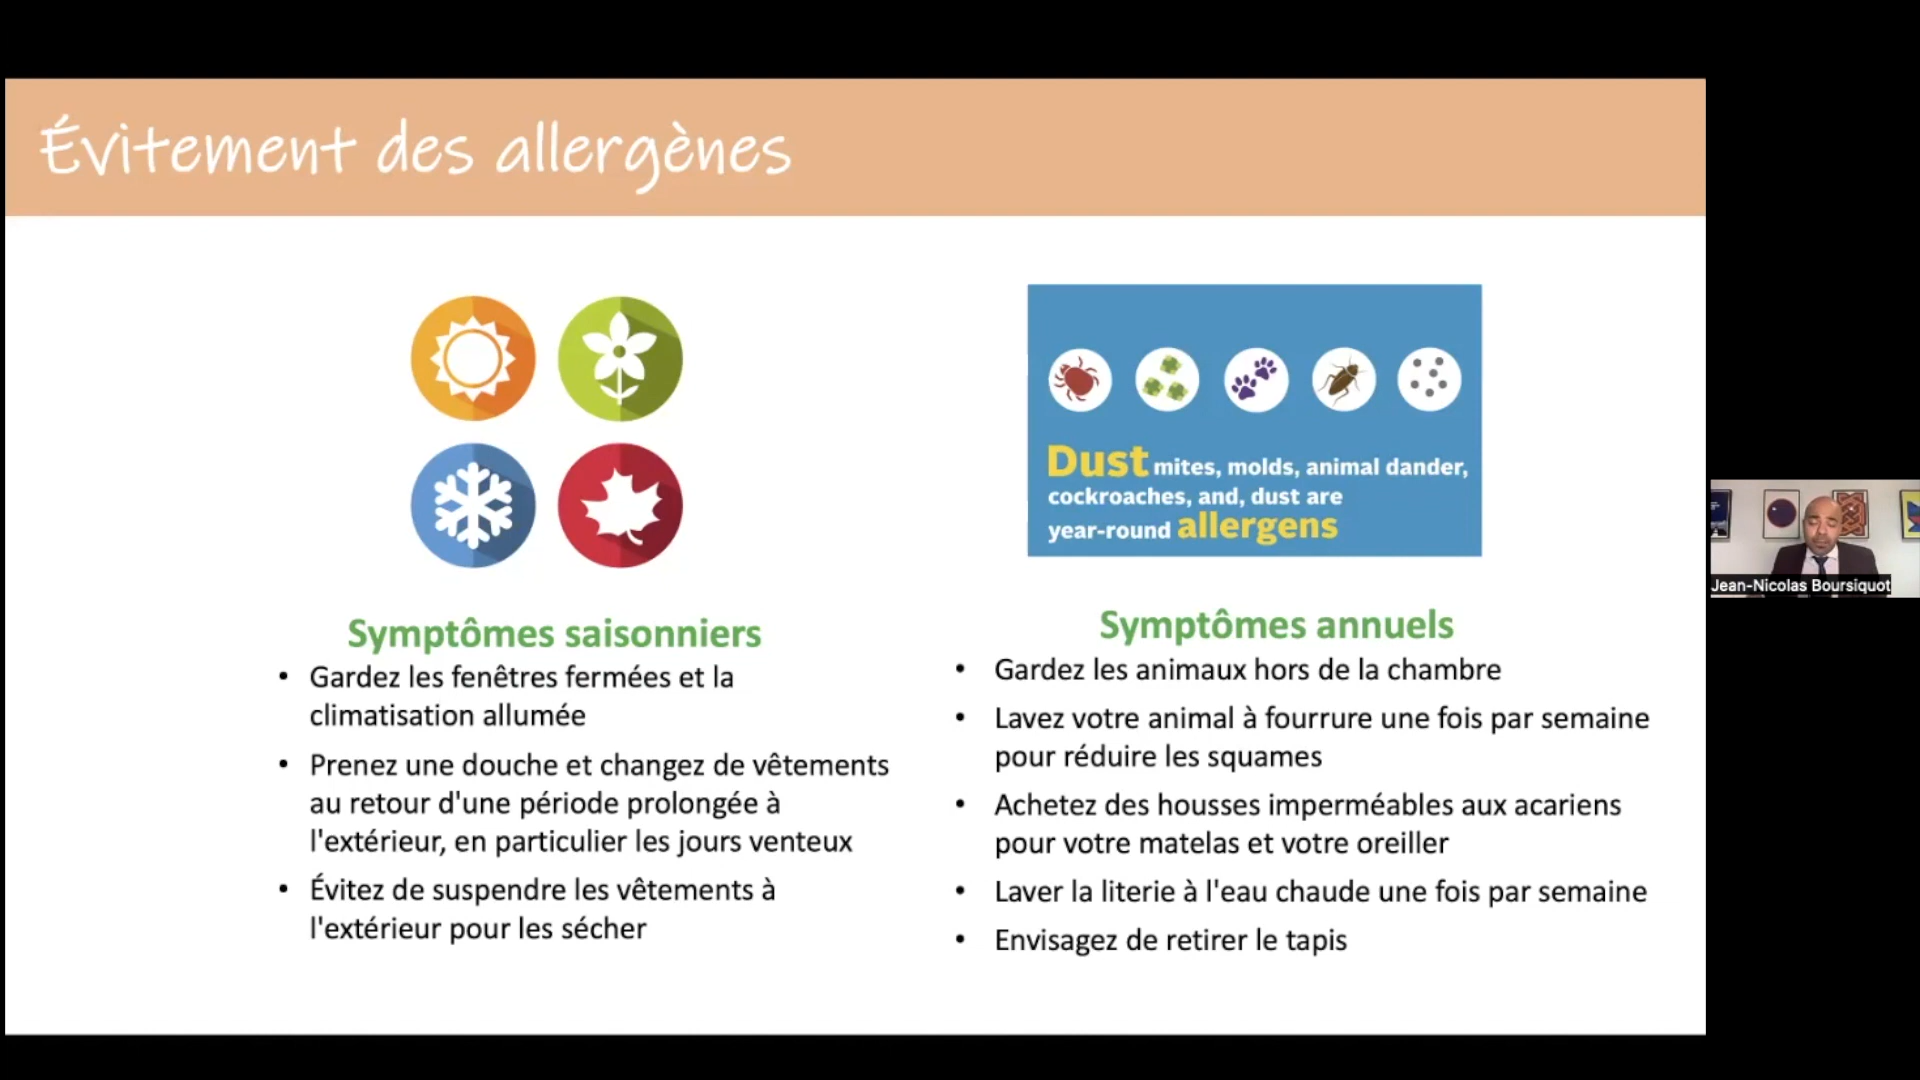 Évitement des allergènes
Dust mites, molds, animal dander,
cockroaches, and, dust are
year-round allergens
Symptômes saisonniers
• Gardez les fenêtres fermées et la
climatisation allumée
• Prenez une douche et changez de vêtements
au retour d'une période prolongée à
l'extérieur, en particulier les jours venteux
• Évitez de suspendre les vêtements à
l'extérieur pour les sécher
Symptômes annuels
• Gardez les animaux hors de la chambre
• Lavez votre animal à fourrure une fois par semaine
pour réduire les squames
• Achetez des housses imperméables aux acariens
pour votre matelas et votre oreiller
• Laver la literie à l'eau chaude une fois par semaine
• Envisagez de retirer le tapis
Jean-Nicolas Boursiquot